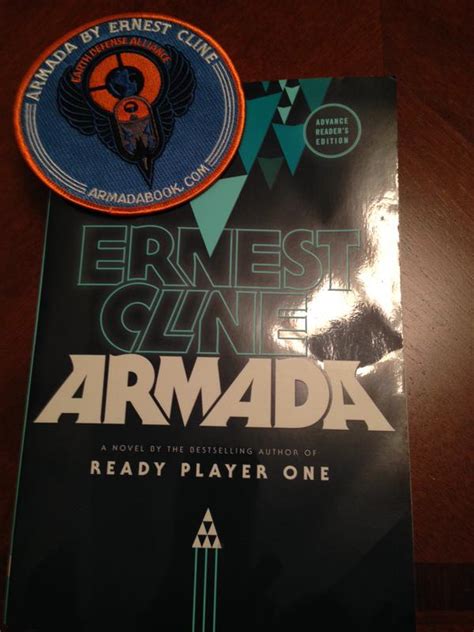 ARMADA BY ERNEST CLINE
EARTH DEFENSE ALLIANCE
ARMADABOOK.COM
ADVANCE
READER'S
EDITION
ERNEST
CLINE
ARMADA
A NOVEL BY THE BESTSELLING AUTHOR OF
READY PLAYER ONE